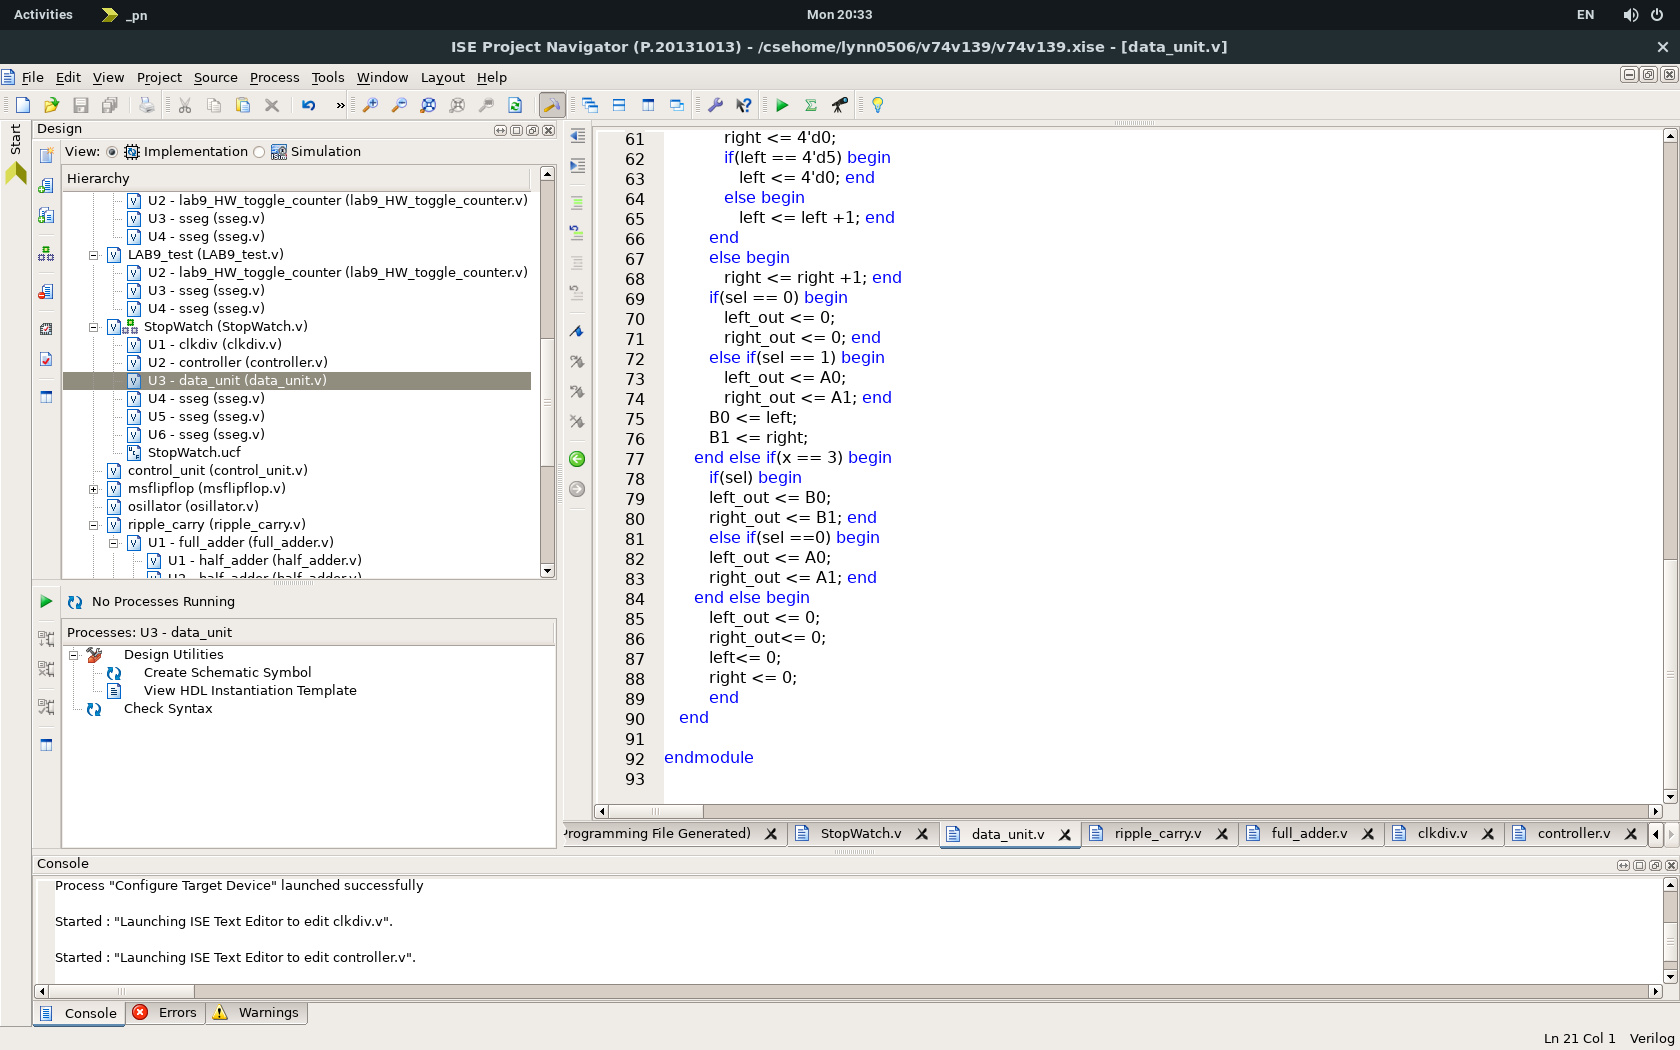 Activities
_pn
Mon 20:33
EN
ISE Project Navigator (P.20131013) - /csehome/lynn0506/v74v139/v74v139.xise - [data_unit.v]
File Edit View Project Source Process Tools Window Layout Help
Start
Design
View: Implementation Simulation
Hierarchy
U2 - lab9_HW_toggle_counter (lab9_HW_toggle_counter.v)
U3 - sseg (sseg.v)
U4 - sseg (sseg.v)
LAB9_test (LAB9_test.v)
U2 - lab9_HW_toggle_counter (lab9_HW_toggle_counter.v)
U3 - sseg (sseg.v)
U4 - sseg (sseg.v)
StopWatch (StopWatch.v)
U1 - clkdiv (clkdiv.v)
U2 - controller (controller.v)
U3 - data_unit (data_unit.v)
U4 - sseg (sseg.v)
U5 - sseg (sseg.v)
U6 - sseg (sseg.v)
StopWatch.ucf
control_unit (control_unit.v)
msflipflop (msflipflop.v)
osillator (osillator.v)
ripple_carry (ripple_carry.v)
U1 - full_adder (full_adder.v)
U1 - half_adder (half_adder.v)
U2 - half_adder (half_adder.v)
No Processes Running
Processes: U3 - data_unit
Design Utilities
Create Schematic Symbol
View HDL Instantiation Template
Check Syntax
61 right <= 4'd0;
62 if(left == 4'd5) begin
63 left <= 4'd0; end
64 else begin
65 left <= left +1; end
66 end
67 else begin
68 right <= right +1; end
69 if(sel == 0) begin
70 left_out <= 0;
71 right_out <= 0; end
72 else if(sel == 1) begin
73 left_out <= A0;
74 right_out <= A1; end
75 B0 <= left;
76 B1 <= right;
77 end else if(x == 3) begin
78 if(sel) begin
79 left_out <= B0;
80 right_out <= B1; end
81 else if(sel ==0) begin
82 left_out <= A0;
83 right_out <= A1; end
84 end else begin
85 left_out <= 0;
86 right_out<= 0;
87 left<= 0;
88 right <= 0;
89 end
90 end
91
92 endmodule
93
Programming File Generated) StopWatch.v data_unit.v ripple_carry.v full_adder.v clkdiv.v controller.v
Console
Process "Configure Target Device" launched successfully
Started : "Launching ISE Text Editor to edit clkdiv.v".
Started : "Launching ISE Text Editor to edit controller.v".
Console Errors Warnings
Ln 21 Col 1 Verilog